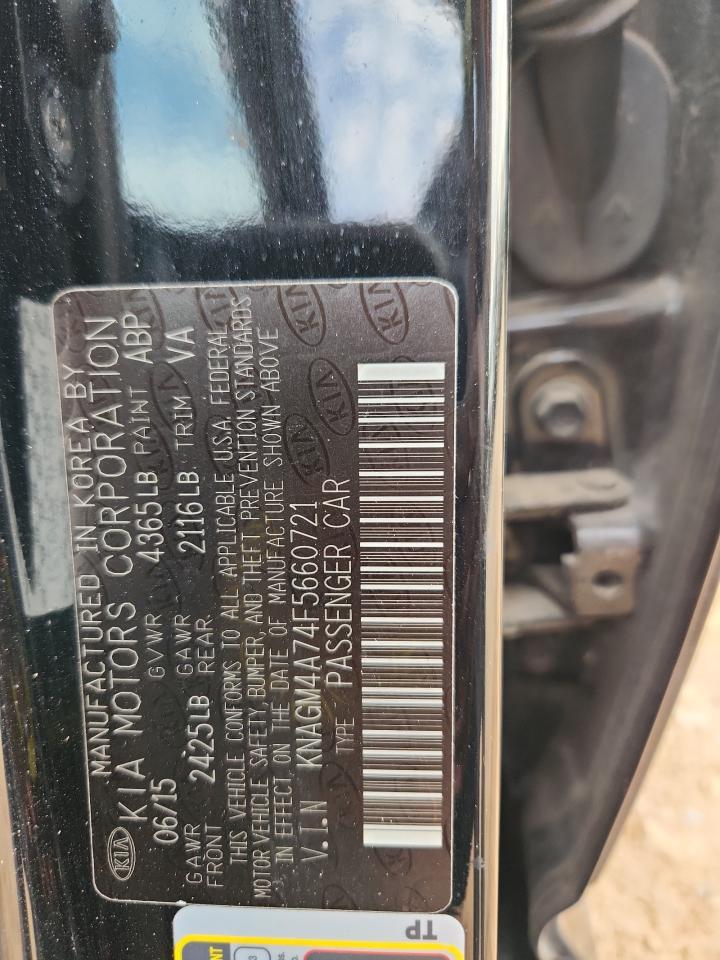 MANUFACTURED IN KOREA BY
KIA KIA MOTORS CORPORATION
06/15 GVWR 4365LB PAINT ABP
GAWR FRONT 2425LB GAWR REAR 2116LB TRIM VA
THIS VEHICLE CONFORMS TO ALL APPLICABLE U.S.A. FEDERAL
MOTOR VEHICLE SAFETY, BUMPER, AND THEFT PREVENTION STANDARDS
IN EFFECT ON THE DATE OF MANUFACTURE SHOWN ABOVE
V.I.N KNAGM4A74F5660721
TYPE : PASSENGER CAR
TP